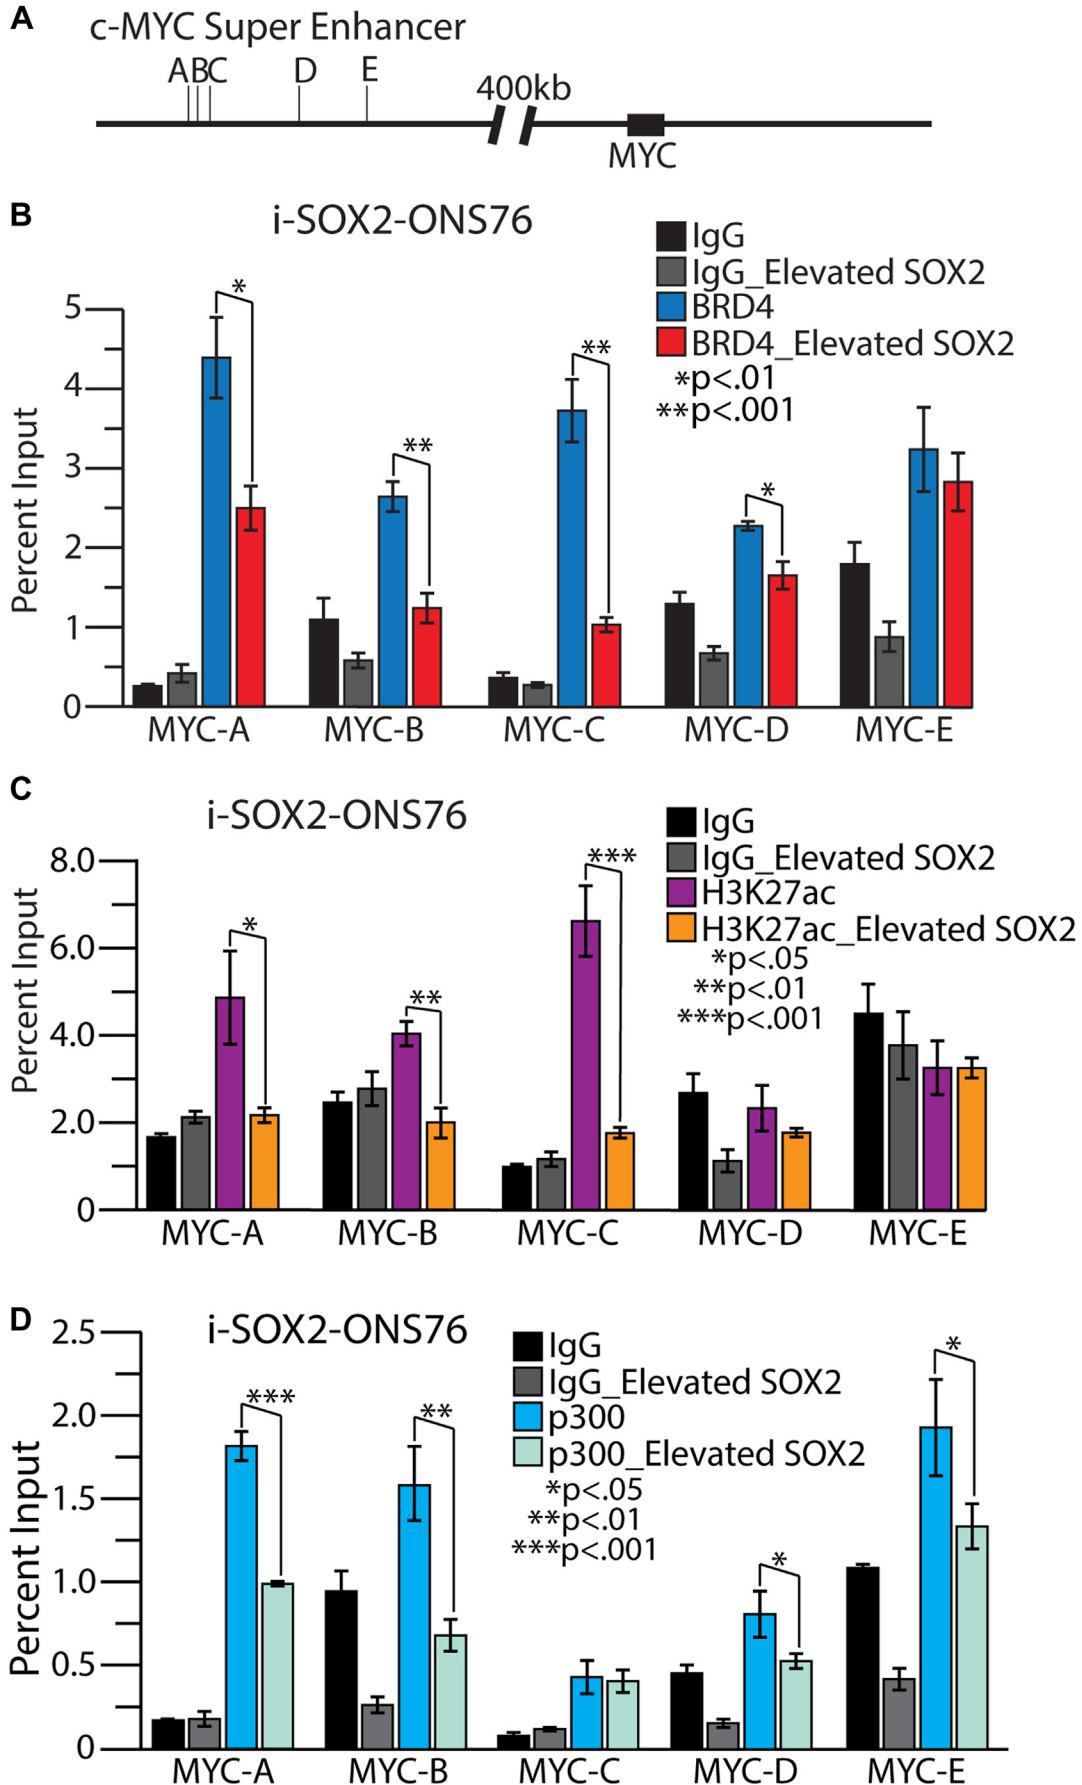 A
c-MYC Super Enhancer
A B C D E
400kb
MYC
B
i-SOX2-ONS76
IgG
IgG_Elevated SOX2
BRD4
BRD4_Elevated SOX2
*p<.01
**p<.001
Percent Input
5
4
3
2
1
0
* ** ** *
MYC-A MYC-B MYC-C MYC-D MYC-E
C
i-SOX2-ONS76
IgG
IgG_Elevated SOX2
H3K27ac
H3K27ac_Elevated SOX2
*p<.05
**p<.01
***p<.001
Percent Input
8.0
6.0
4.0
2.0
0
* ** ***
MYC-A MYC-B MYC-C MYC-D MYC-E
D
i-SOX2-ONS76
IgG
IgG_Elevated SOX2
p300
p300_Elevated SOX2
*p<.05
**p<.01
***p<.001
Percent Input
2.5
2.0
1.5
1.0
0.5
0
*** ** * *
MYC-A MYC-B MYC-C MYC-D MYC-E